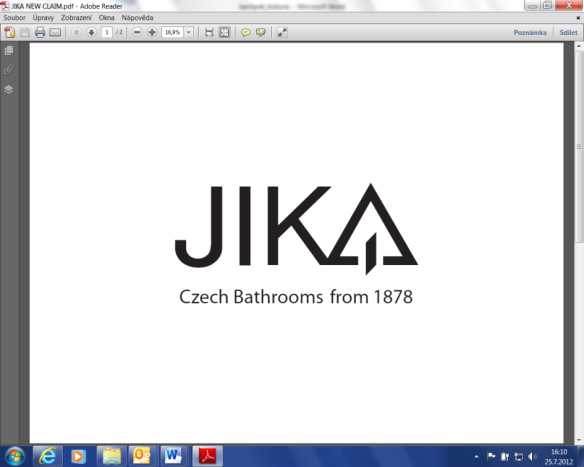 JIKA NEW CLAIM.pdf - Adobe Reader
Soubor Úpravy Zobrazení Okna Nápověda
1 / 2 16,9% Poznámka Sdílet
JIKA
Czech Bathrooms from 1878
16:10
25.7.2012